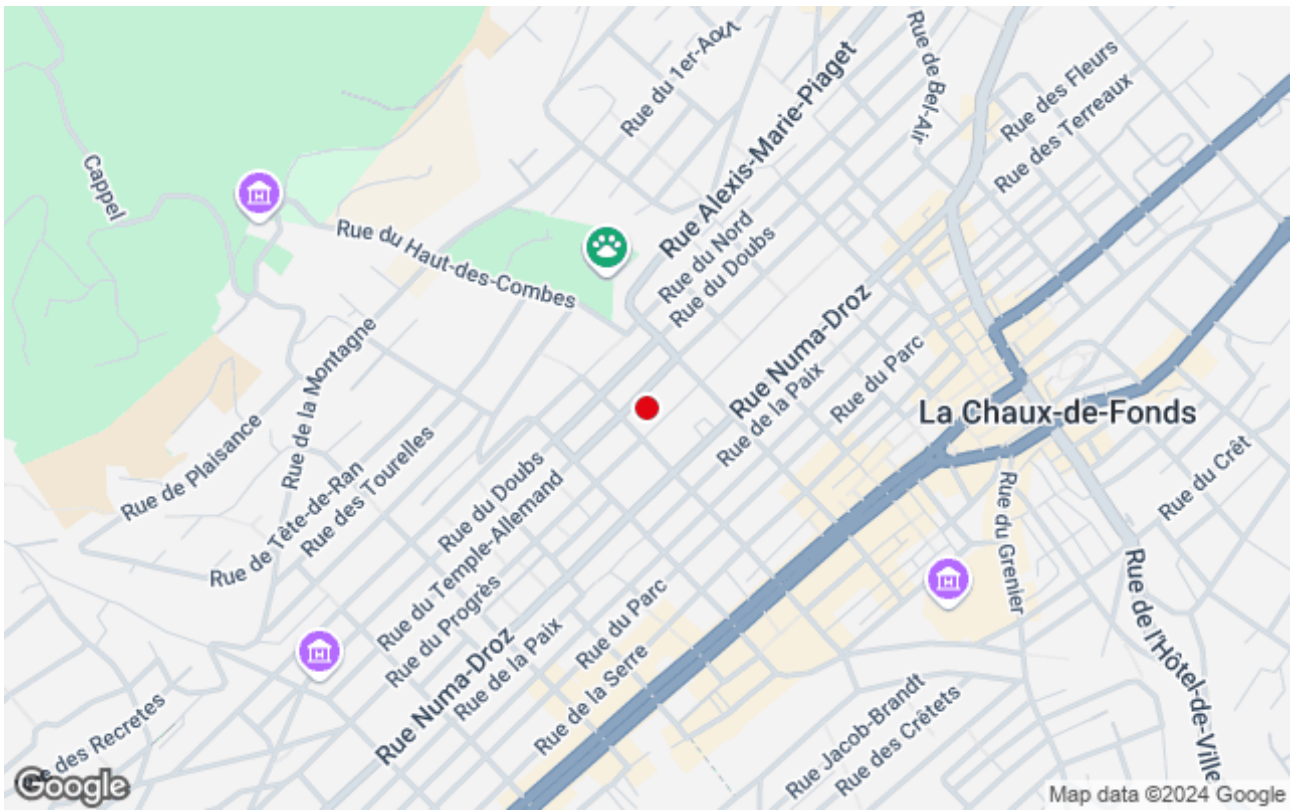 Rue du 1er-Août
Rue Alexis-Marie-Piaget
Rue de Bel-Air
Rue des Fleurs
Rue des Terreaux
Cappel
Rue du Haut-des-Combes
Rue du Nord
Rue du Doubs
Rue Numa-Droz
Rue de la Paix
Rue du Parc
La Chaux-de-Fonds
Rue de la Montagne
Rue de Plaisance
Rue de Tête-de-Ran
Rue des Tourelles
Rue du Doubs
Rue du Temple-Allemand
Rue du Progrès
Rue Numa-Droz
Rue de la Paix
Rue du Parc
Rue de la Serre
Rue du Crêt
Rue du Grenier
Rue de l'Hôtel-de-Ville
Rue Jacob-Brandt
Rue des Crêtets
Rue des Recretes
Google
Map data ©2024 Google